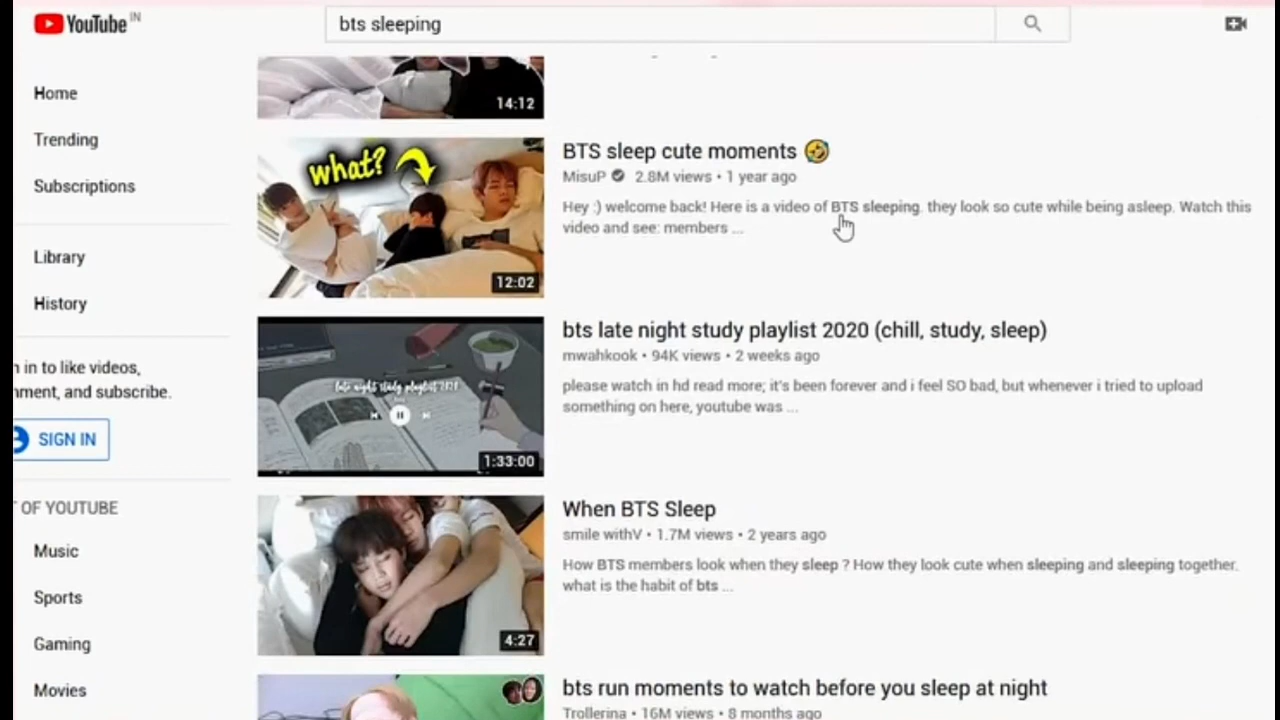 YouTube IN
bts sleeping
Home
Trending
Subscriptions
Library
History
n in to like videos,
nment, and subscribe.
SIGN IN
T OF YOUTUBE
Music
Sports
Gaming
Movies
14:12
what?
12:02
BTS sleep cute moments 🤣
MisuP 2.8M views • 1 year ago
Hey :) welcome back! Here is a video of BTS sleeping. they look so cute while being asleep. Watch this
video and see: members ...
late night study playlist 2020
1:33:00
bts late night study playlist 2020 (chill, study, sleep)
mwahkook • 94K views • 2 weeks ago
please watch in hd read more; it's been forever and i feel SO bad, but whenever i tried to upload
something on here, youtube was ...
4:27
When BTS Sleep
smile withV • 1.7M views • 2 years ago
How BTS members look when they sleep ? How they look cute when sleeping and sleeping together.
what is the habit of bts ...
bts run moments to watch before you sleep at night
Trollerina • 16M views • 8 months ago